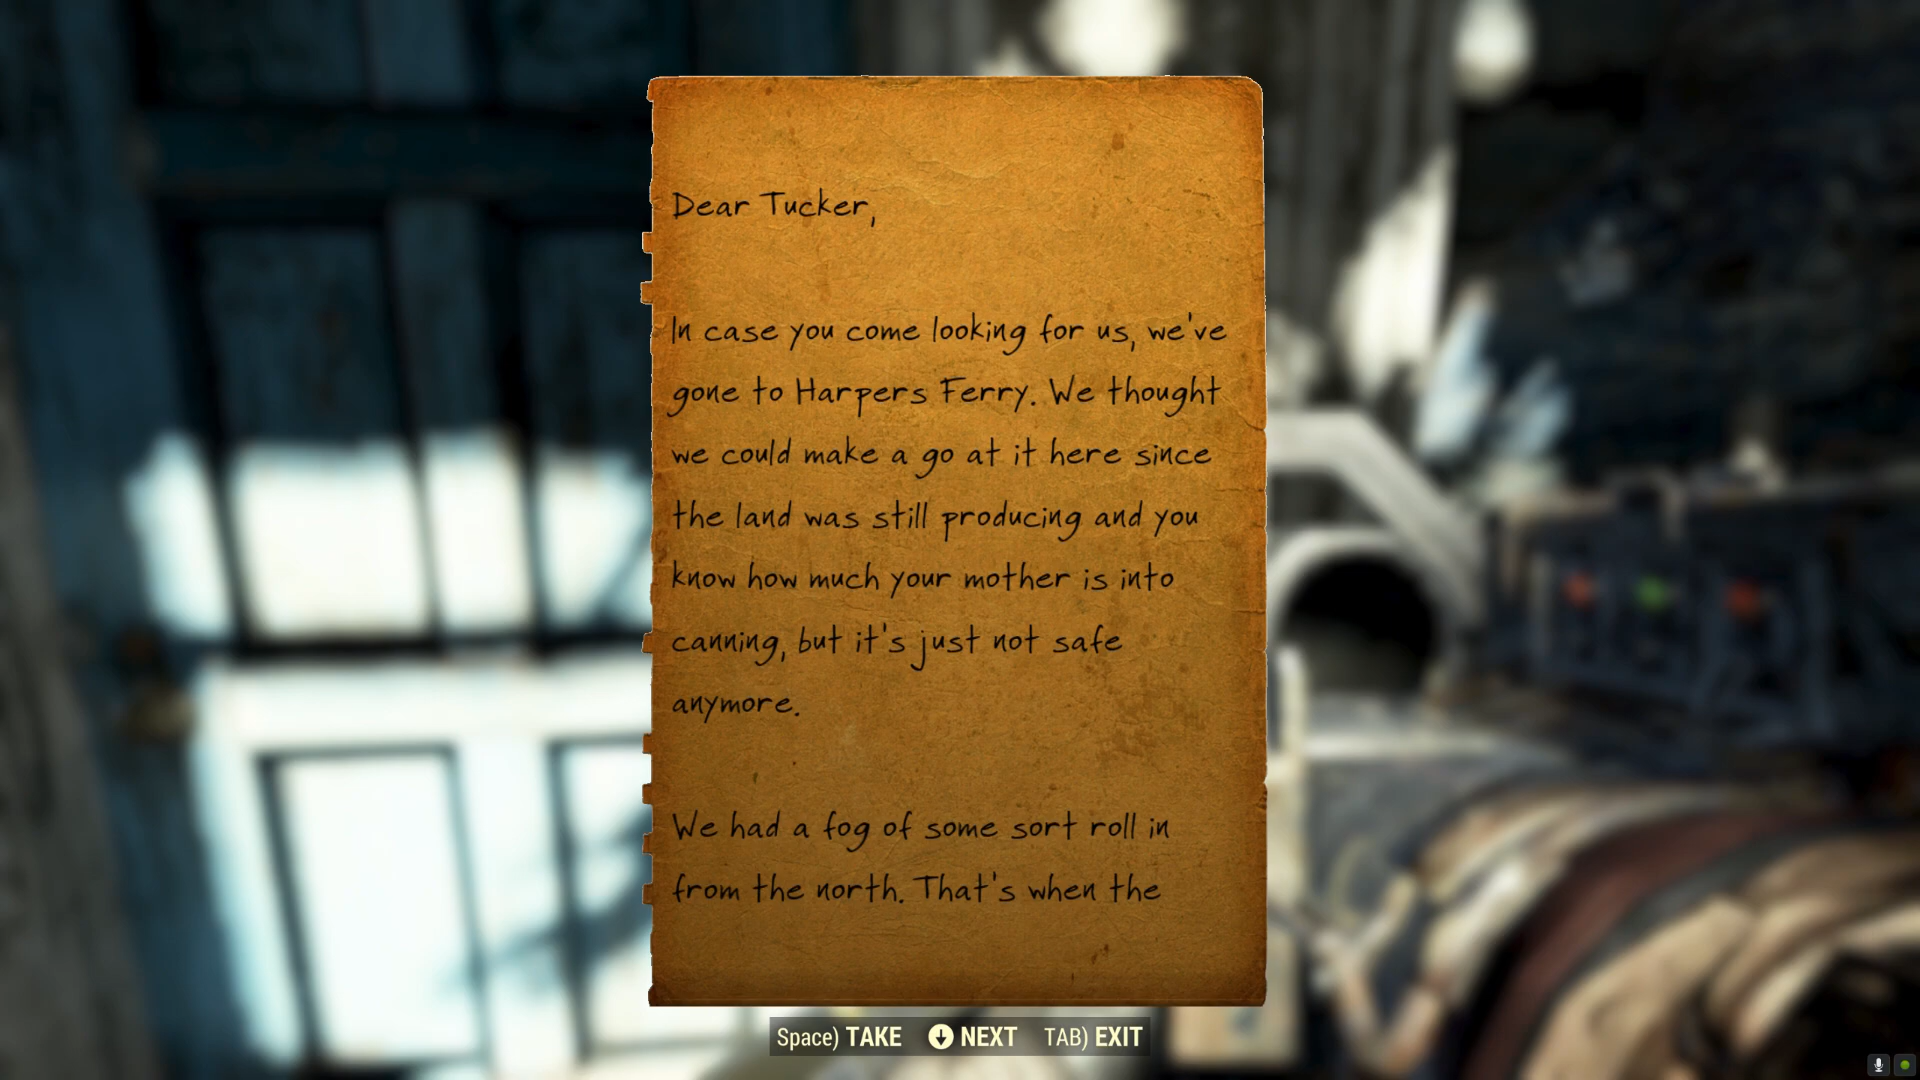 Dear Tucker,
In case you come looking for us, we've
gone to Harpers Ferry. We thought
we could make a go at it here since
the land was still producing and you
know how much your mother is into
canning, but it's just not safe
anymore.
We had a fog of some sort roll in
from the north. That's when the
Space) TAKE NEXT TAB) EXIT